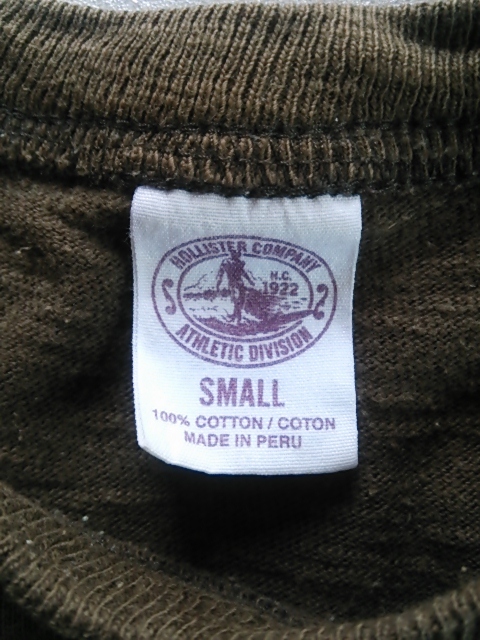 HOLLISTER COMPANY
H.C.
1922
ATHLETIC DIVISION
SMALL
100% COTTON / COTON
MADE IN PERU